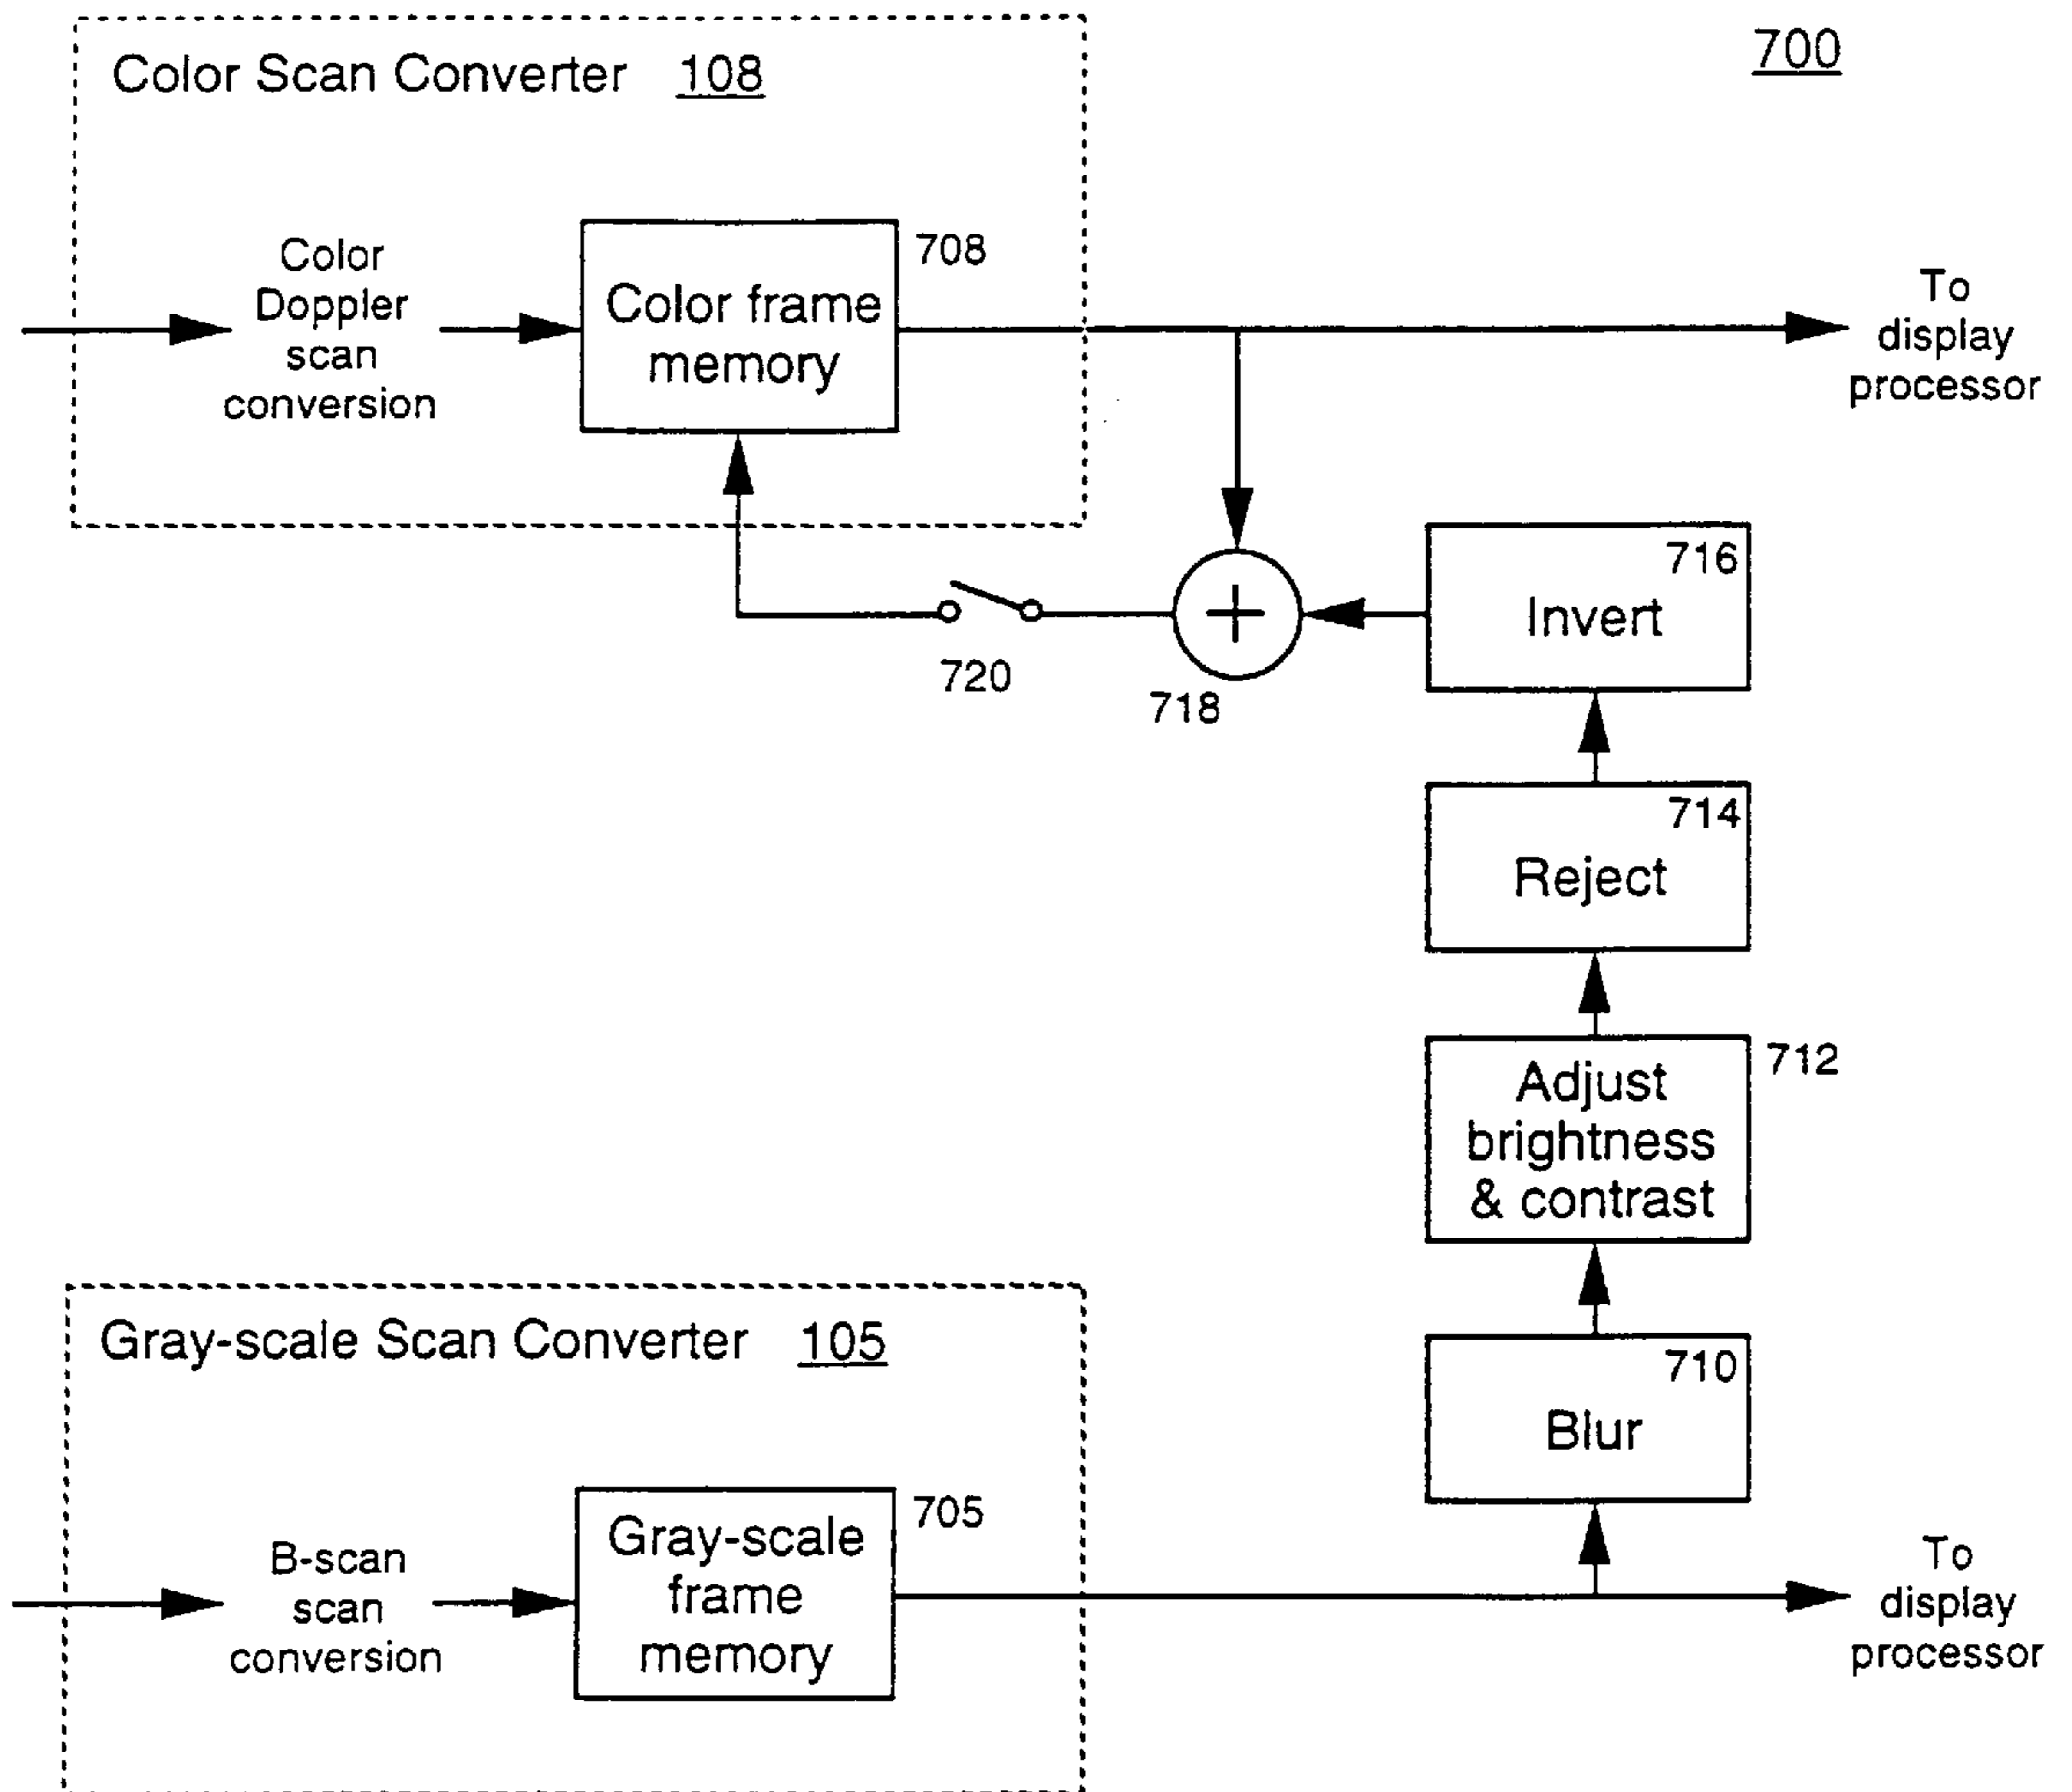 700
Color Scan Converter 108
Color
Doppler
scan
conversion
Color frame
memory
708
To
display
processor
720
718
716
Invert
714
Reject
712
Adjust
brightness
& contrast
710
Blur
Gray-scale Scan Converter 105
B-scan
scan
conversion
Gray-scale
frame
memory
705
To
display
processor